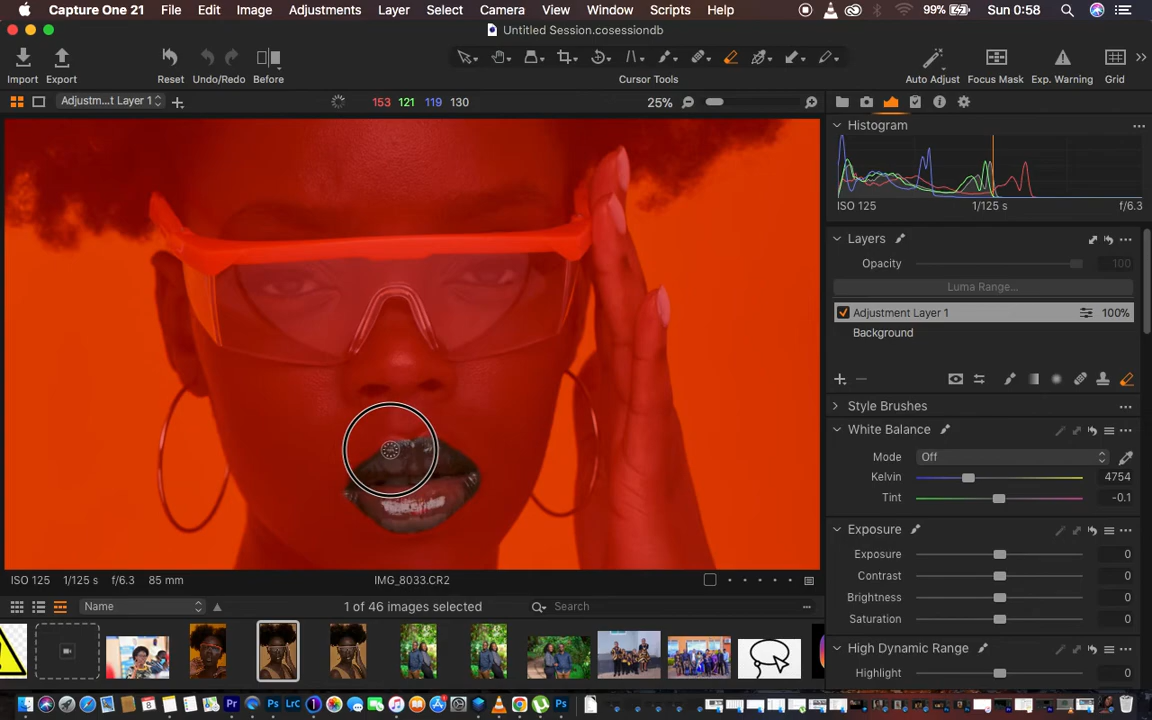 Capture One 21 File Edit Image Adjustments Layer Select Camera View Window Scripts Help 99% Sun 0:58
Untitled Session.cosessiondb
Import Export Reset Undo/Redo Before Cursor Tools Auto Adjust Focus Mask Exp. Warning Grid
Adjustm...t Layer 1 153 121 119 130 25%
Histogram
ISO 125 1/125 s f/6.3
Layers
Opacity 100
Luma Range...
Adjustment Layer 1 100%
Background
Style Brushes
White Balance
Mode Off
Kelvin 4754
Tint -0.1
Exposure
Exposure 0
Contrast 0
Brightness 0
Saturation 0
High Dynamic Range
Highlight 0
ISO 125 1/125 s f/6.3 85 mm IMG_8033.CR2
Name 1 of 46 images selected Search